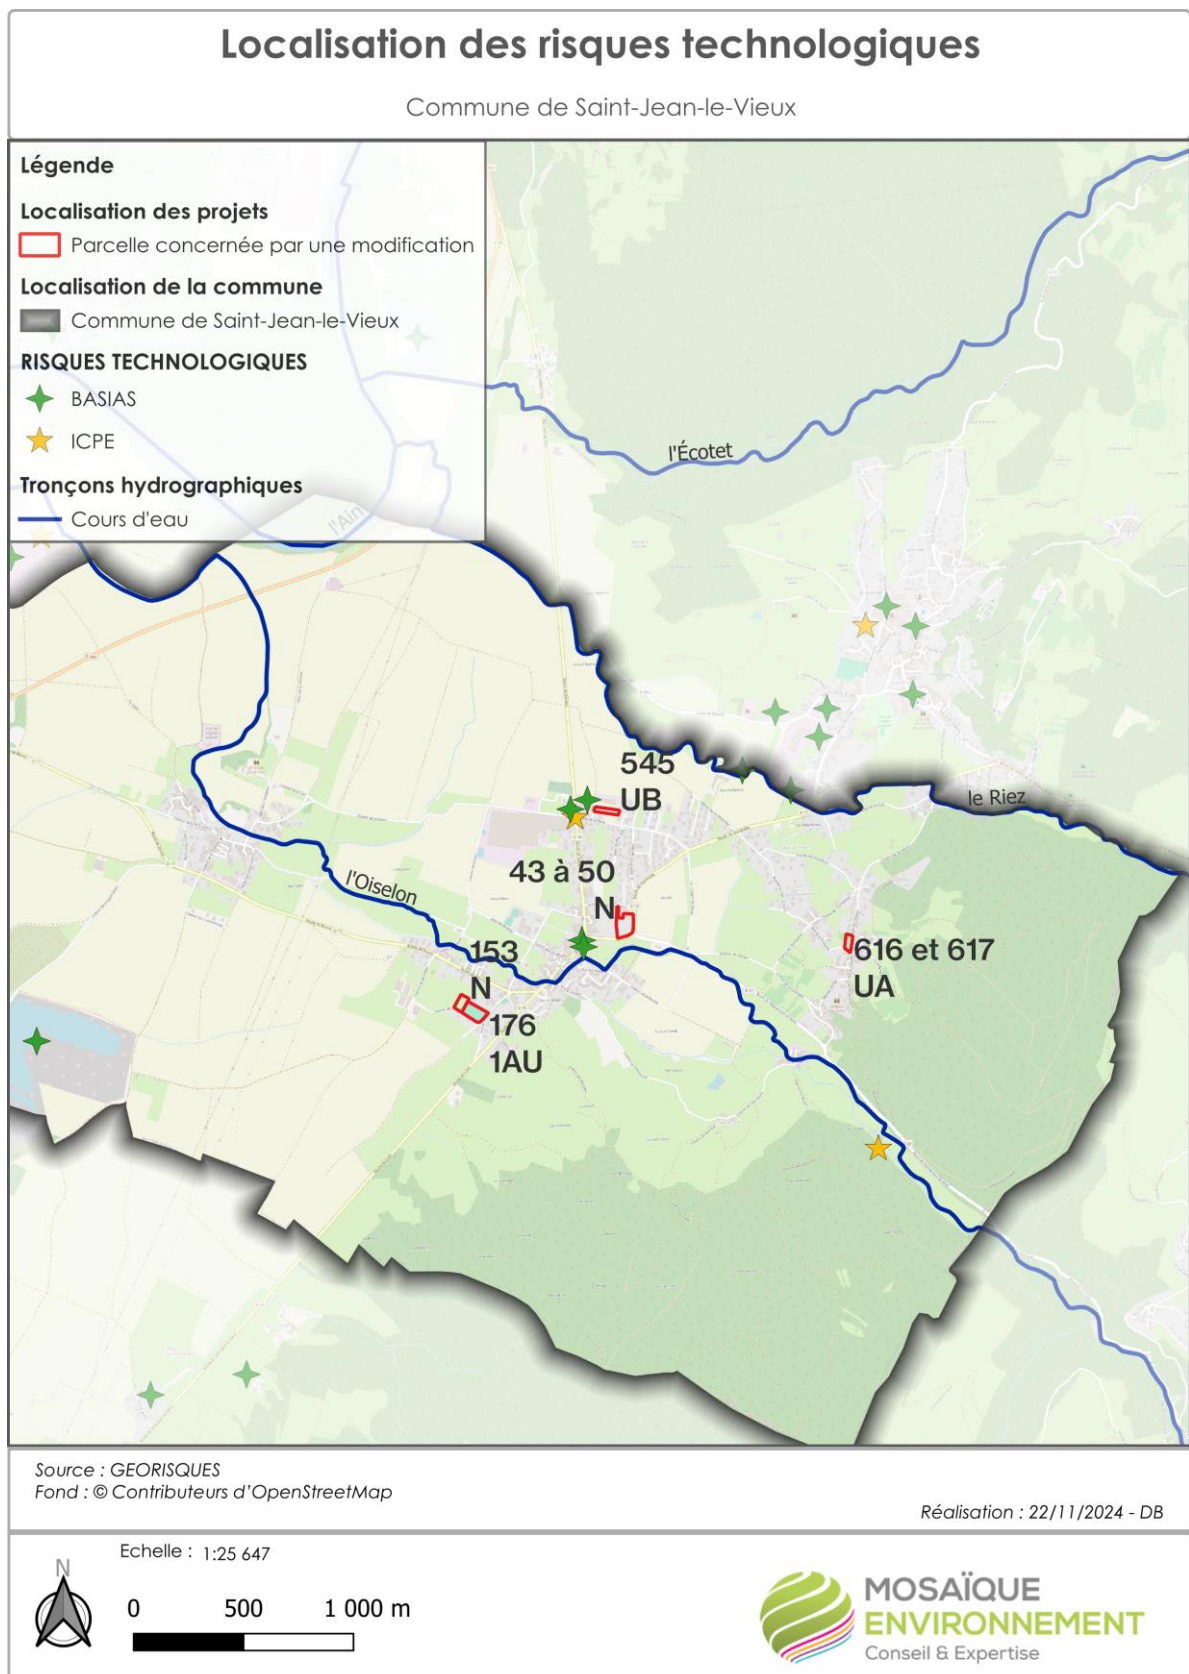 Localisation des risques technologiques
Commune de Saint-Jean-le-Vieux
Légende
Localisation des projets
Parcelle concernée par une modification
Localisation de la commune
Commune de Saint-Jean-le-Vieux
RISQUES TECHNOLOGIQUES
BASIAS
ICPE
Tronçons hydrographiques
Cours d'eau
l'Écotet
l'Ain
545
UB
le Riez
43 à 50
N
l'Oiselon
153
N
616 et 617
UA
176
1AU
Source : GEORISQUES
Fond : © Contributeurs d'OpenStreetMap
Réalisation : 22/11/2024 - DB
Echelle : 1:25 647
N
0 500 1 000 m
MOSAÏQUE
ENVIRONNEMENT
Conseil & Expertise